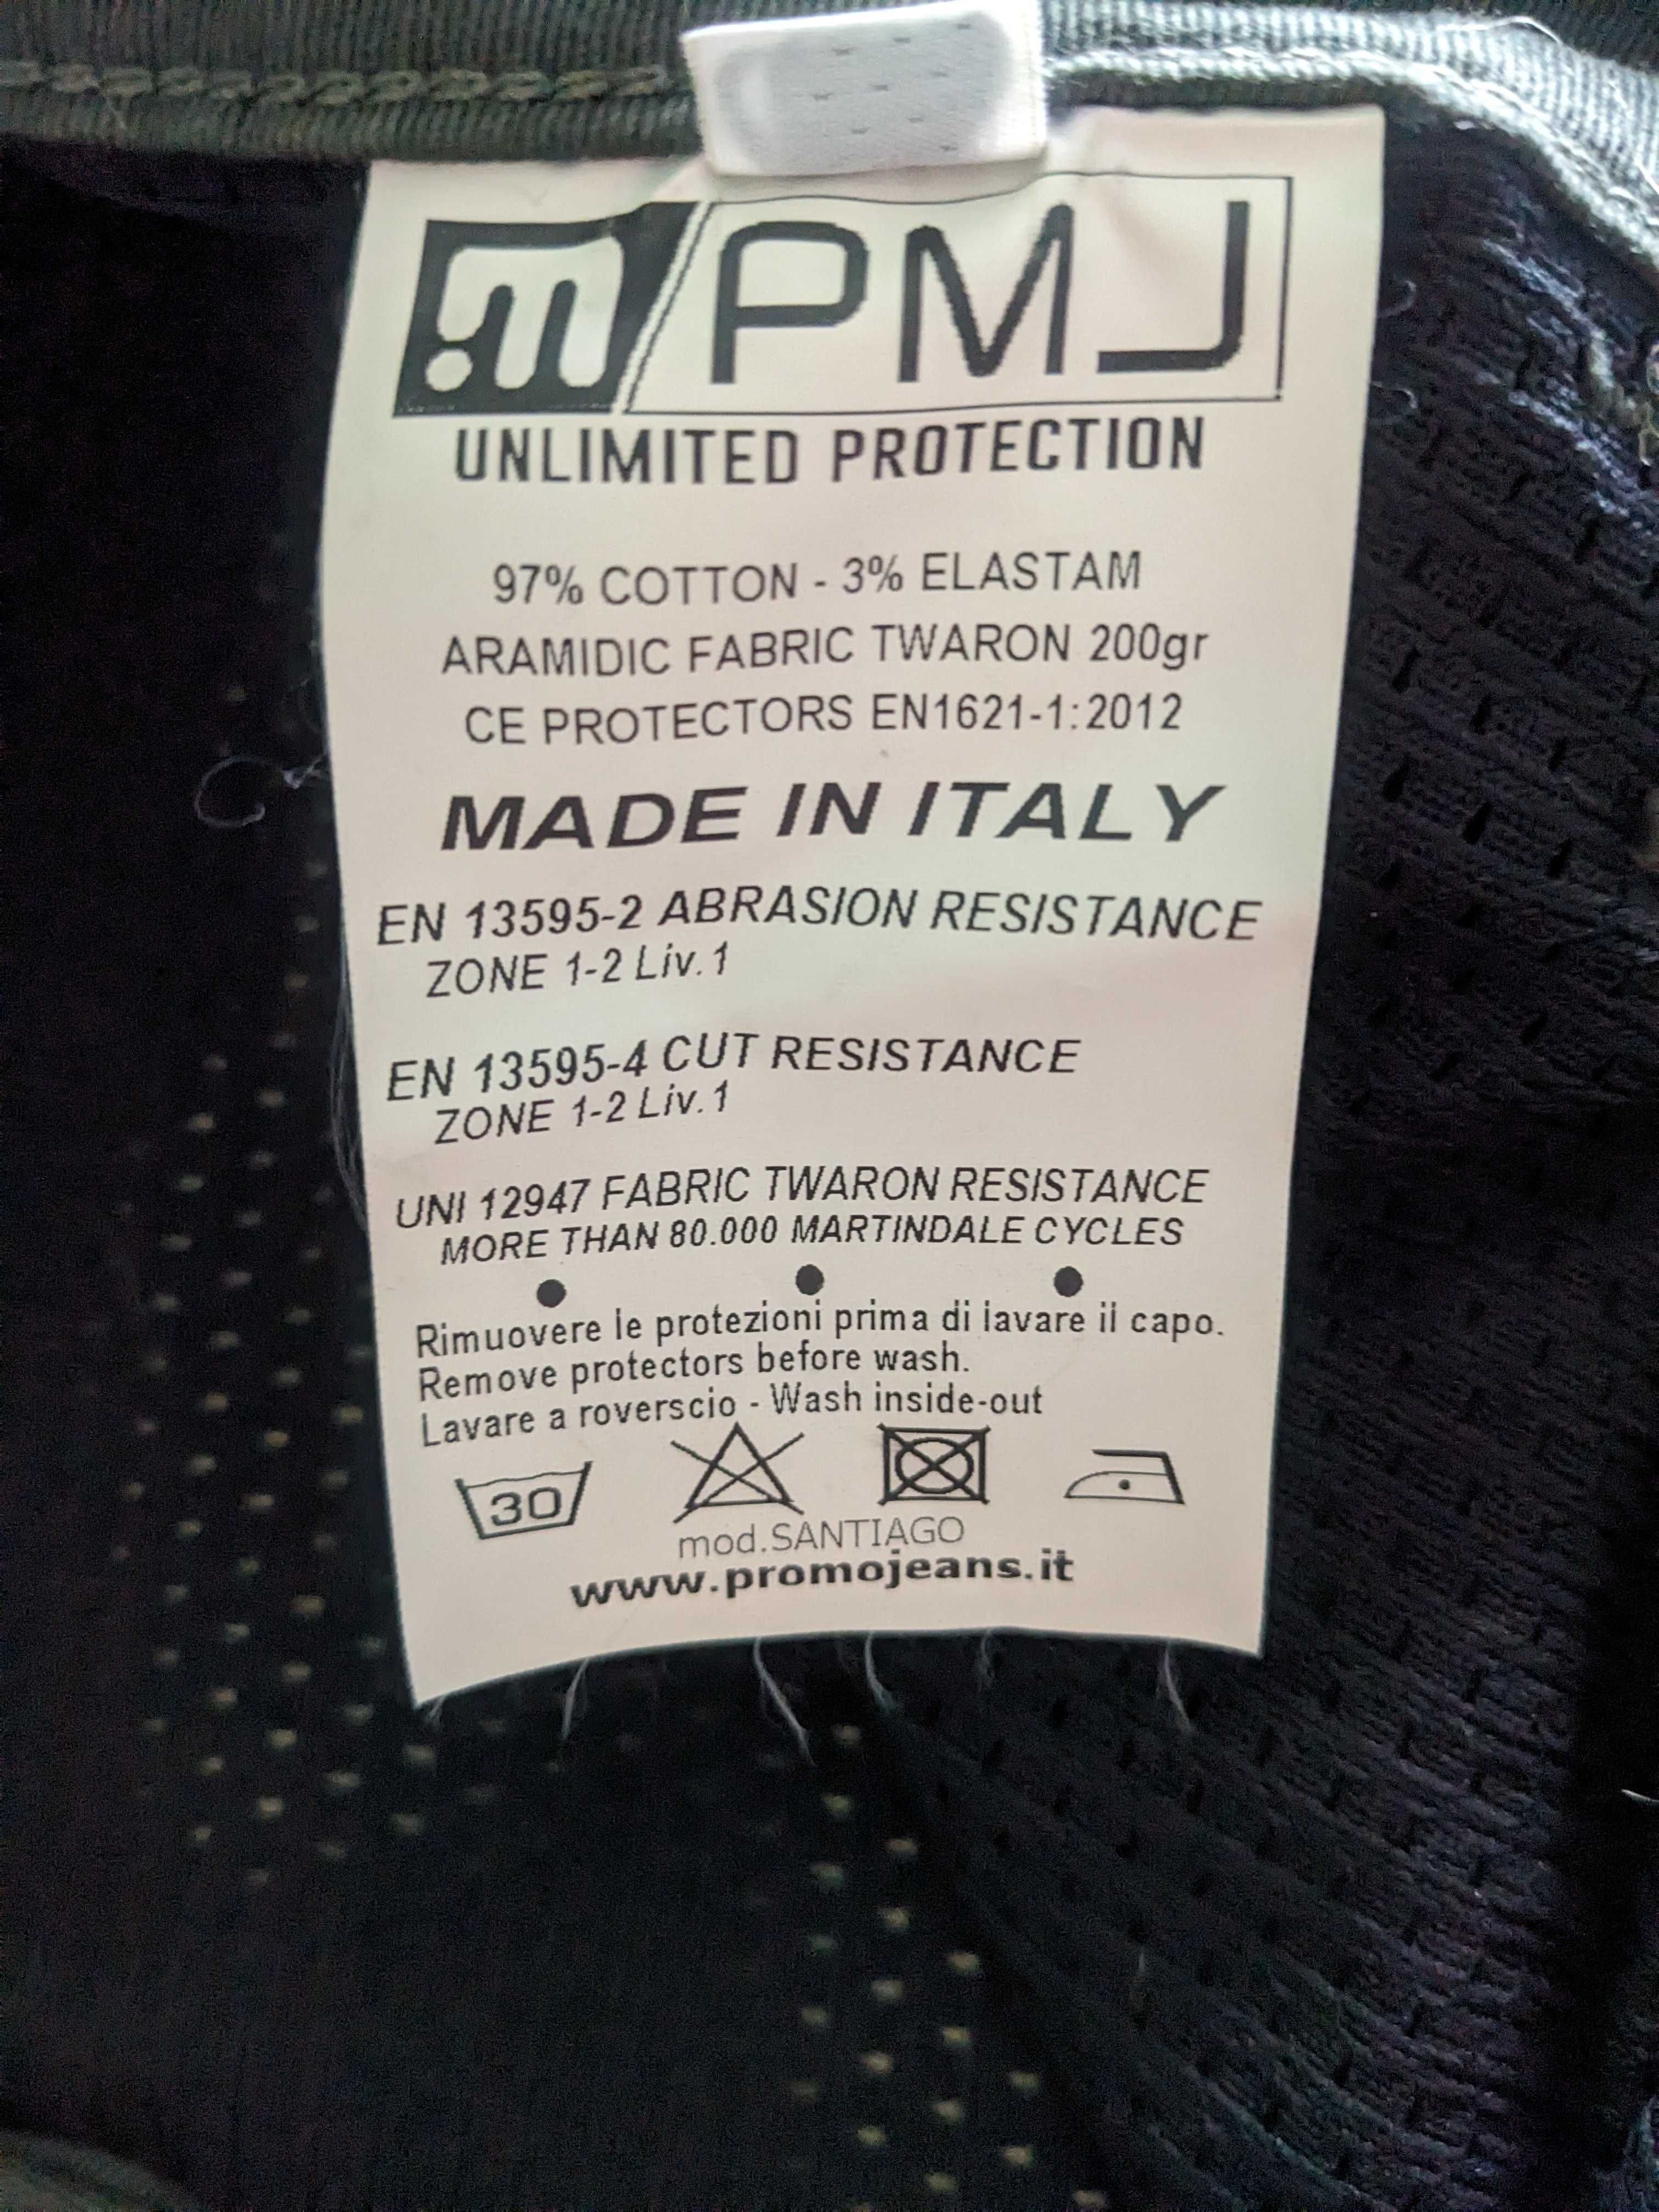 PMJ
UNLIMITED PROTECTION
97% COTTON - 3% ELASTAM
ARAMIDIC FABRIC TWARON 200gr
CE PROTECTORS EN1621-1:2012
MADE IN ITALY
EN 13595-2 ABRASION RESISTANCE
ZONE 1-2 Liv.1
EN 13595-4 CUT RESISTANCE
ZONE 1-2 Liv.1
UNI 12947 FABRIC TWARON RESISTANCE
MORE THAN 80.000 MARTINDALE CYCLES
Rimuovere le protezioni prima di lavare il capo.
Remove protectors before wash.
Lavare a roverscio - Wash inside-out
30
mod.SANTIAGO
www.promojeans.it